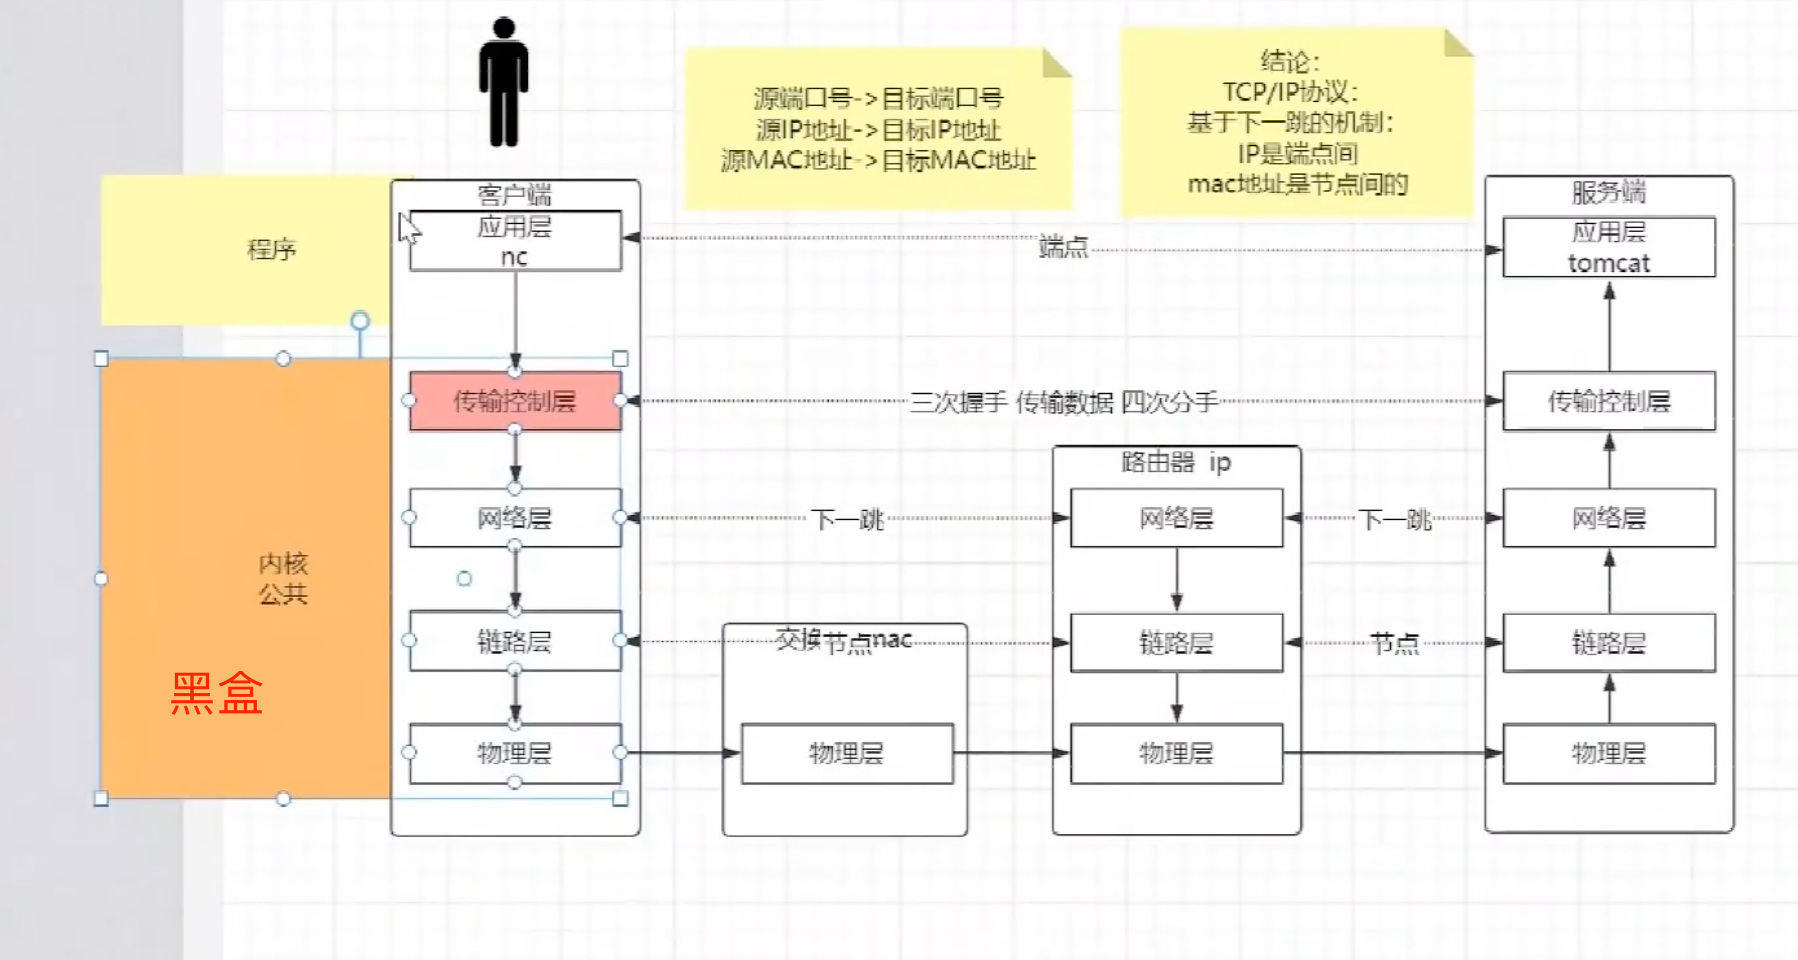 源端口号->目标端口号
源IP地址->目标IP地址
源MAC地址->目标MAC地址
结论：
TCP/IP协议：
基于下一跳的机制：
IP是端点间
mac地址是节点间的
程序
客户端
应用层
nc
端点
服务端
应用层
tomcat
传输控制层
三次握手 传输数据 四次分手
传输控制层
路由器 ip
网络层
下一跳
网络层
下一跳
网络层
内核
公共
黑盒
链路层
节点
链路层
节点
链路层
物理层
物理层
物理层
物理层